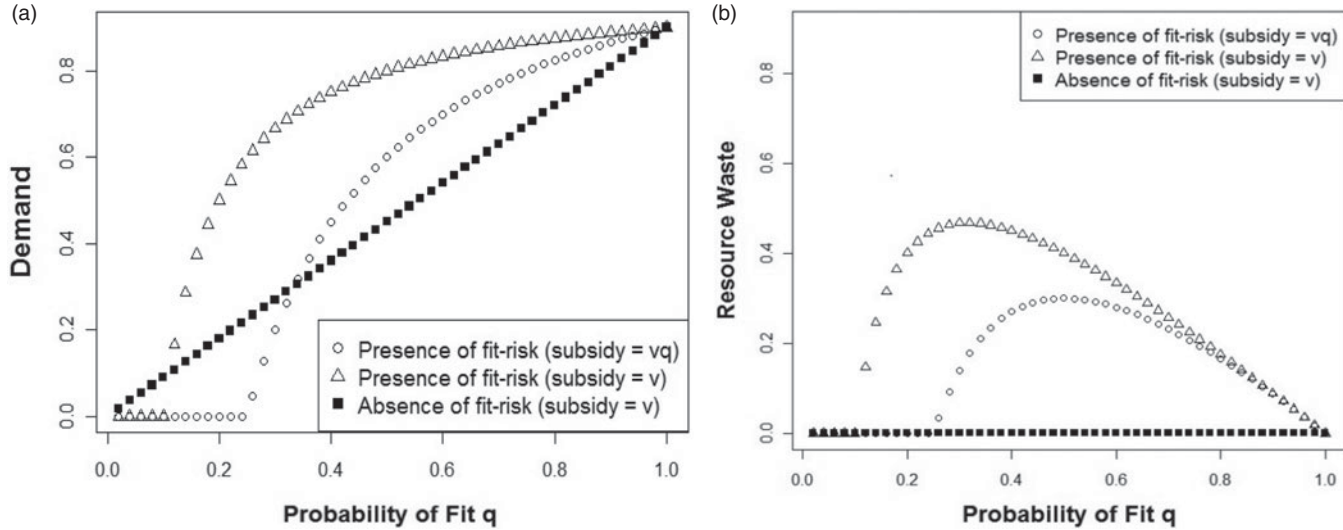 (a)
Demand
0.0
0.2
0.4
0.6
0.8
0.0 0.2 0.4 0.6 0.8 1.0
Probability of Fit q
Presence of fit-risk (subsidy = vq)
Presence of fit-risk (subsidy = v)
Absence of fit-risk (subsidy = v)
(b)
Resource Waste
0.0
0.2
0.4
0.6
0.8
0.0 0.2 0.4 0.6 0.8 1.0
Probability of Fit q
Presence of fit-risk (subsidy = vq)
Presence of fit-risk (subsidy = v)
Absence of fit-risk (subsidy = v)